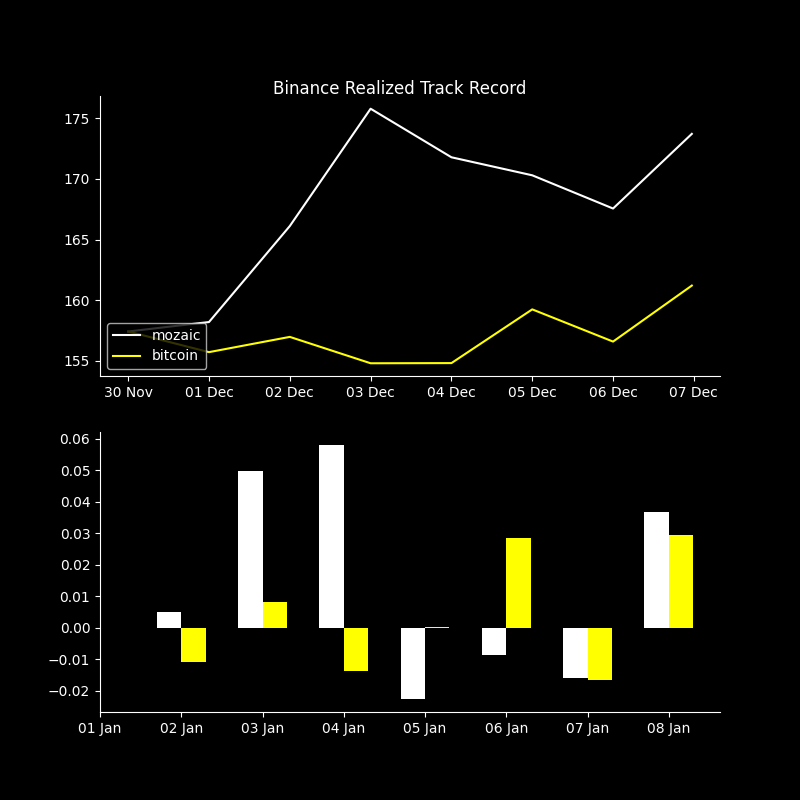 Binance Realized Track Record
175
170
165
160
155
mozaic
bitcoin
30 Nov 01 Dec 02 Dec 03 Dec 04 Dec 05 Dec 06 Dec 07 Dec
0.06
0.05
0.04
0.03
0.02
0.01
0.00
−0.01
−0.02
01 Jan 02 Jan 03 Jan 04 Jan 05 Jan 06 Jan 07 Jan 08 Jan